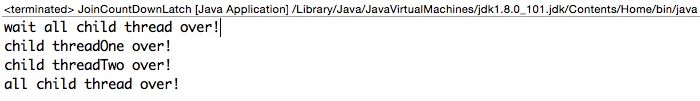 <terminated> JoinCountDownLatch [Java Application] /Library/Java/JavaVirtualMachines/jdk1.8.0_101.jdk/Contents/Home/bin/java
wait all child thread over!
child threadOne over!
child threadTwo over!
all child thread over!